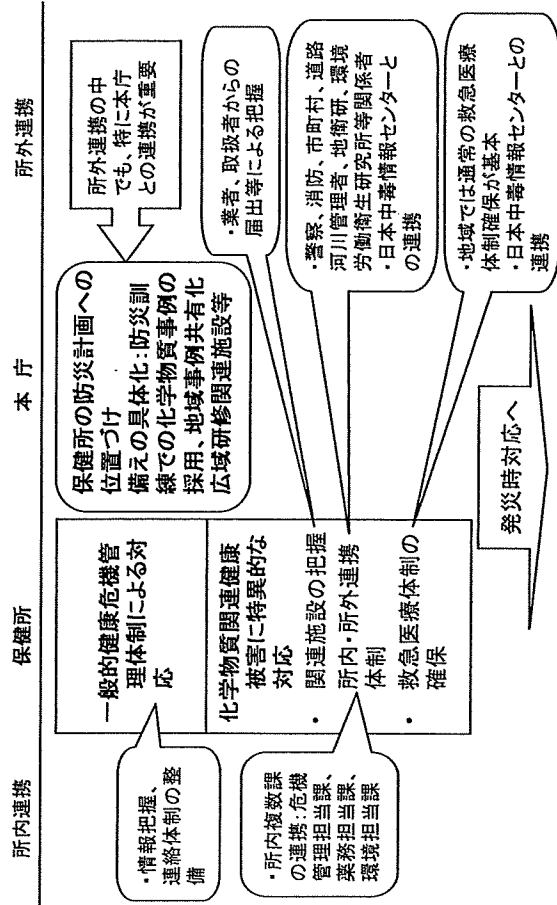 所内連携
保健所
本庁
所外連携
・情報把握、
連絡体制の整
備
・所内複数課
の連携:危機
管理担当課、
薬務担当課、
環境担当課
一般的健康危機管
理体制による対
応
化学物質関連健康
被害に特異的な
対応
・ 関連施設の把握
所内・所外連携
体制
・ 救急医療体制の
確保
保健所の防災計画への
位置づけ
備えの具体化:防災訓
練での化学物質事例の
採用、地域事例共有化
広域研修関連施設等
所外連携の中
でも、特に本庁
との連携が重要
・業者、取扱者からの
届出等による把握
・警察、消防、市町村、道路
河川管理者、地衛研、環境
労働衛生研究所等関係者
・日本中毒情報センターと
の連携
・地域では通常の救急医療
体制確保が基本
・日本中毒情報センターとの
連携
発災時対応へ